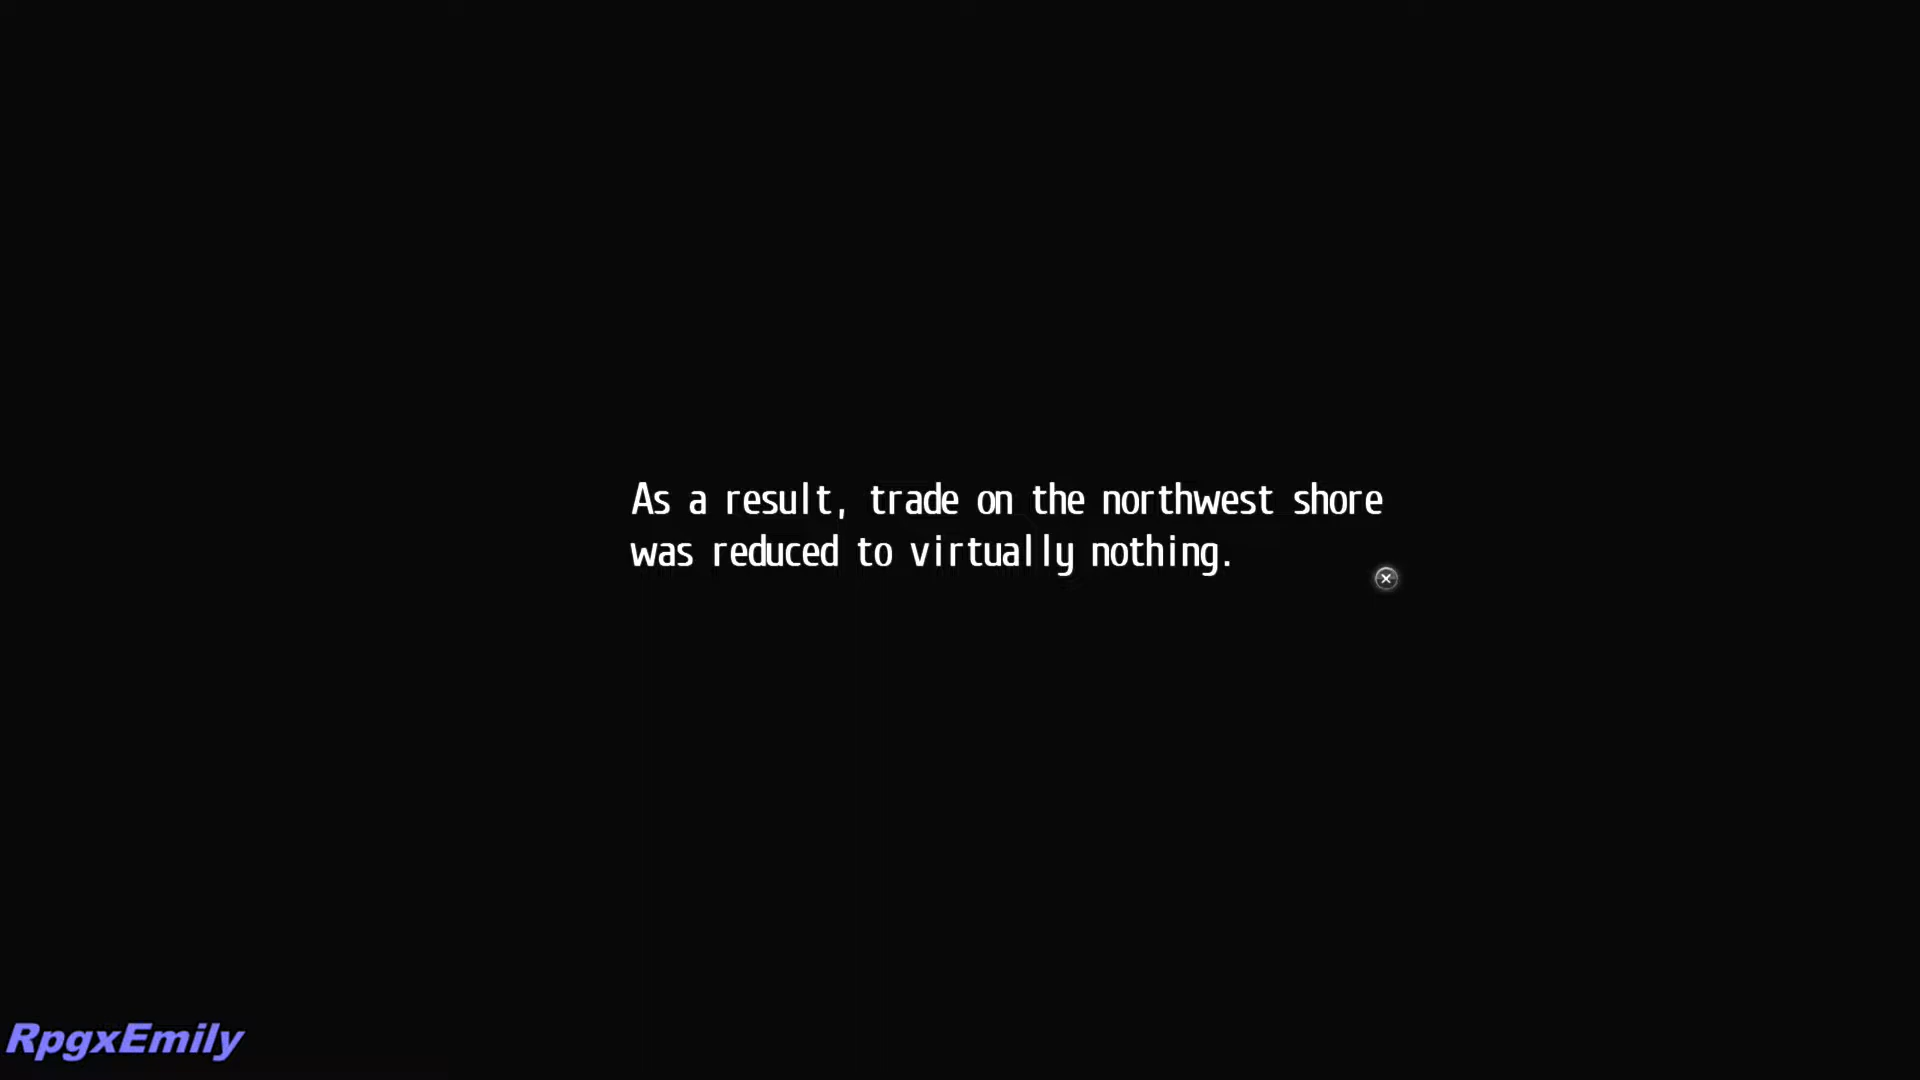 As a result, trade on the northwest shore
was reduced to virtually nothing.
RpgxEmily